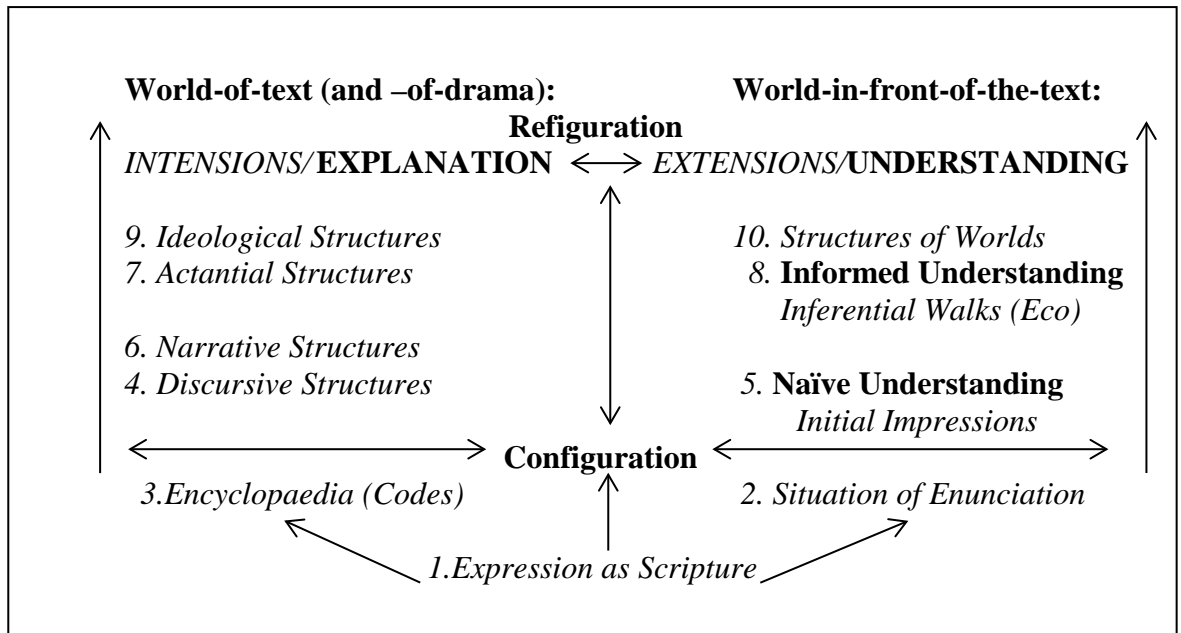 World-of-text (and –of-drama): World-in-front-of-the-text:
Refiguration
INTENSIONS/EXPLANATION EXTENSIONS/UNDERSTANDING
9. Ideological Structures 10. Structures of Worlds
7. Actantial Structures 8. Informed Understanding
Inferential Walks (Eco)
6. Narrative Structures
4. Discursive Structures 5. Naïve Understanding
Initial Impressions
Configuration
3.Encyclopaedia (Codes) 2. Situation of Enunciation
1.Expression as Scripture